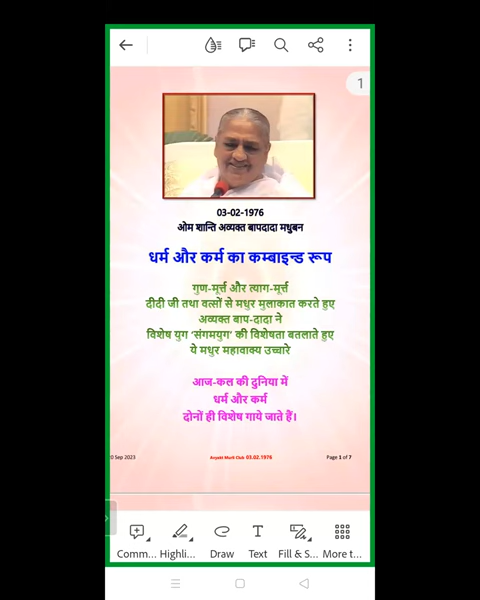 1
03-02-1976
ओम शान्ति अव्यक्त बापदादा मधुबन
धर्म और कर्म का कम्बाइन्ड रूप
गुण-मूर्त्त और त्याग-मूर्त्त
दीदी जी तथा वत्सों से मधुर मुलाकात करते हुए
अव्यक्त बाप-दादा ने
विशेष युग ‘संगमयुग’ की विशेषता बतलाते हुए
ये मधुर महावाक्य उच्चारे
आज-कल की दुनिया में
धर्म और कर्म
दोनों ही विशेष गाये जाते हैं।
0 Sep 2023 Avyakt Murli Club 03.02.1976 Page 1 of 7
Comm... Highli... Draw Text Fill & S... More t...